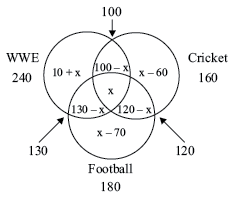 100
WWE
240
Cricket
160
10 + x
100 – x
x – 60
x
130 – x
120 – x
x – 70
130
120
Football
180